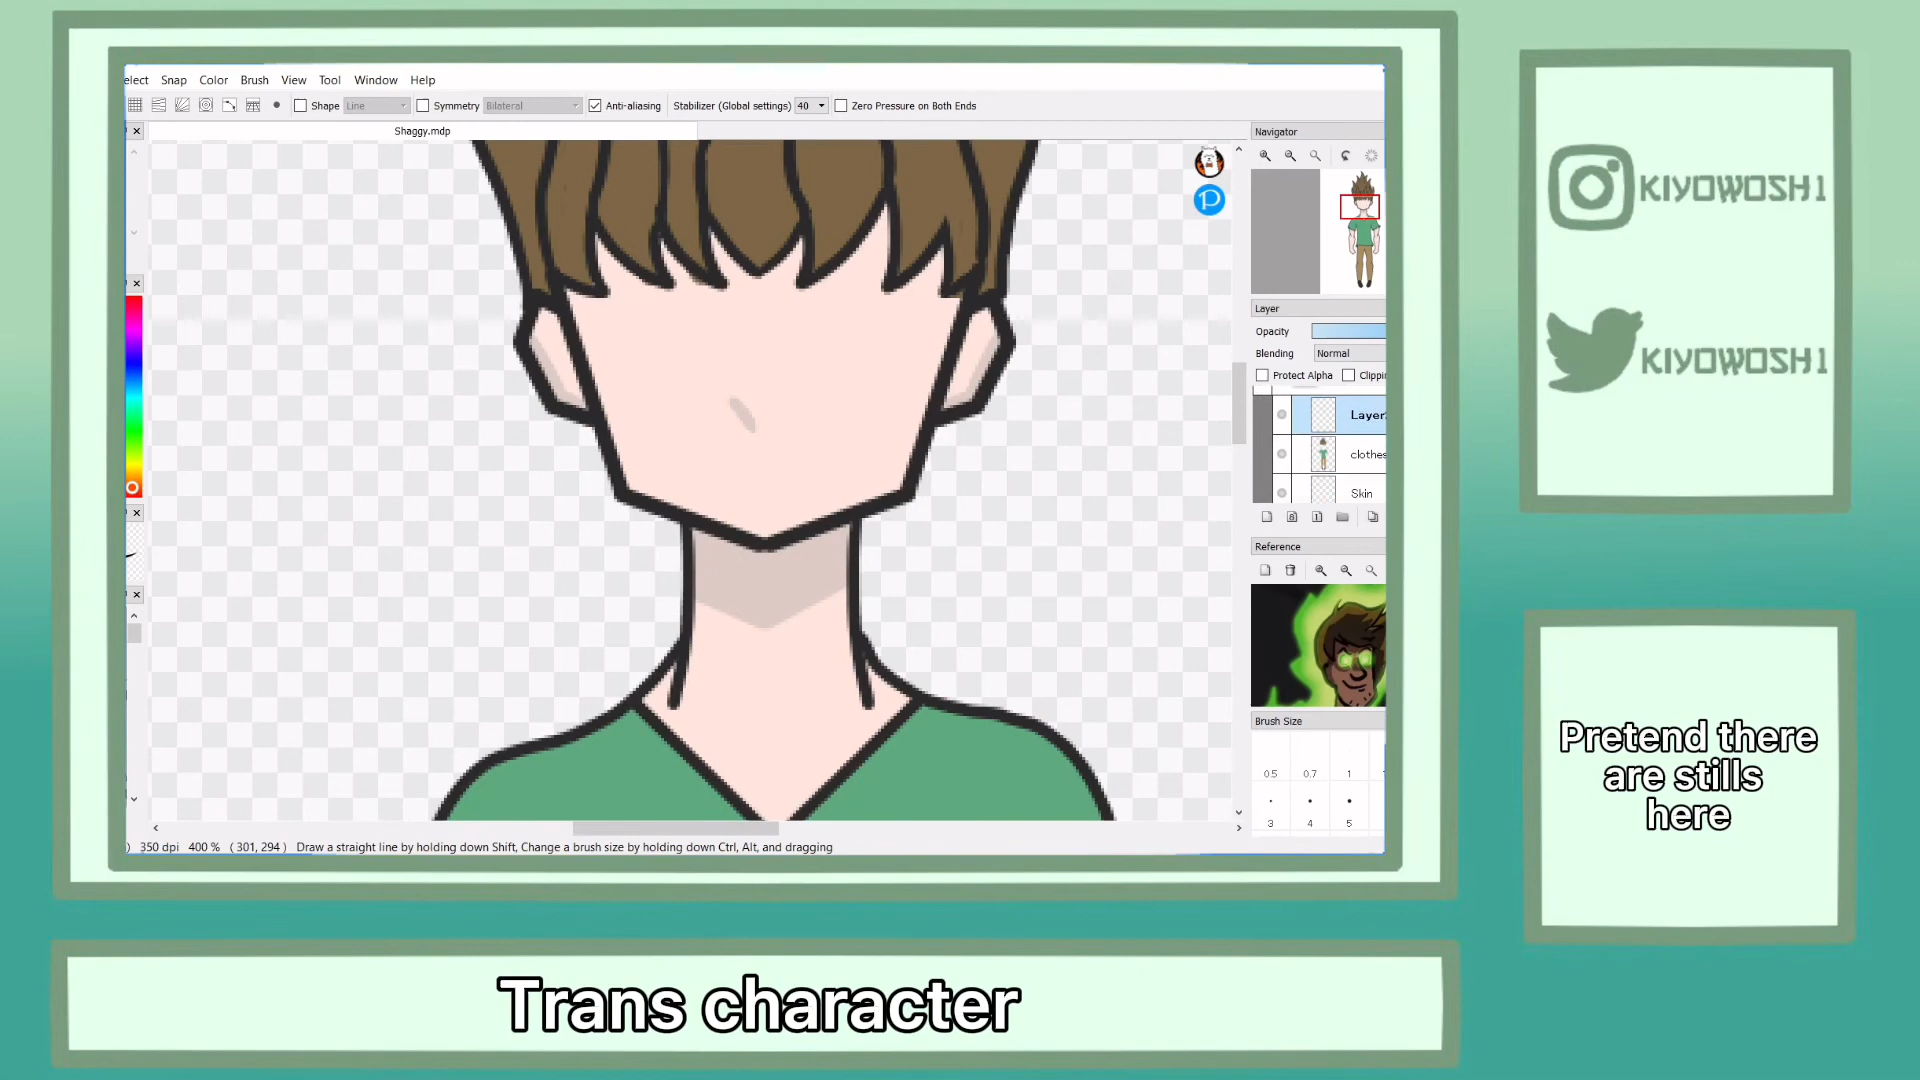 elect Snap Color Brush View Tool Window Help
Shape Line Symmetry Bilateral Anti-aliasing Stabilizer (Global settings) 40 Zero Pressure on Both Ends
Shaggy.mdp
Navigator
Layer
Opacity
Blending Normal
Protect Alpha Clippi
Layer
clothes
Skin
Reference
Brush Size
0.5 0.7 1
3 4 5
350 dpi 400 % ( 301, 294 ) Draw a straight line by holding down Shift, Change a brush size by holding down Ctrl, Alt, and dragging
KIYOWOSH1
KIYOWOSH1
Pretend there
are stills
here
Trans character